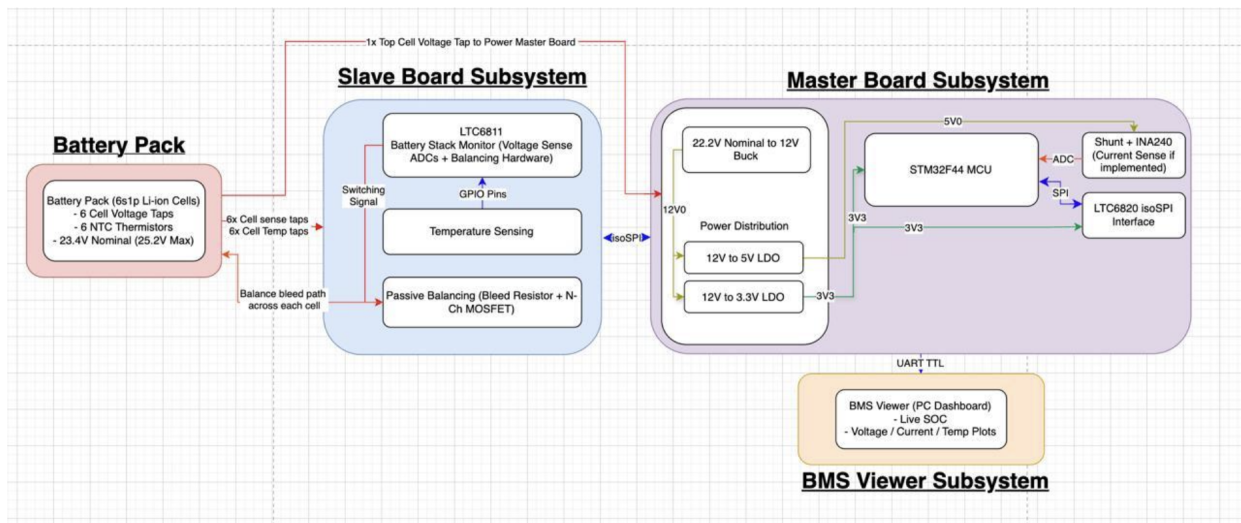 1x Top Cell Voltage Tap to Power Master Board
Slave Board Subsystem
Master Board Subsystem
Battery Pack
Battery Pack (6s1p Li-ion Cells)
- 6 Cell Voltage Taps
- 6 NTC Thermistors
- 23.4V Nominal (25.2V Max)
6x Cell sense taps
6x Cell Temp taps
Balance bleed path
across each cell
LTC6811
Battery Stack Monitor (Voltage Sense
ADCs + Balancing Hardware)
Switching
Signal
GPIO Pins
Temperature Sensing
Passive Balancing (Bleed Resistor + N-
Ch MOSFET)
isoSPI
22.2V Nominal to 12V
Buck
12V0
Power Distribution
12V to 5V LDO
12V to 3.3V LDO
5V0
3V3
3V3
3V3
STM32F44 MCU
ADC
SPI
Shunt + INA240
(Current Sense if
implemented)
LTC6820 isoSPI
Interface
UART TTL
BMS Viewer (PC Dashboard)
- Live SOC
- Voltage / Current / Temp Plots
BMS Viewer Subsystem